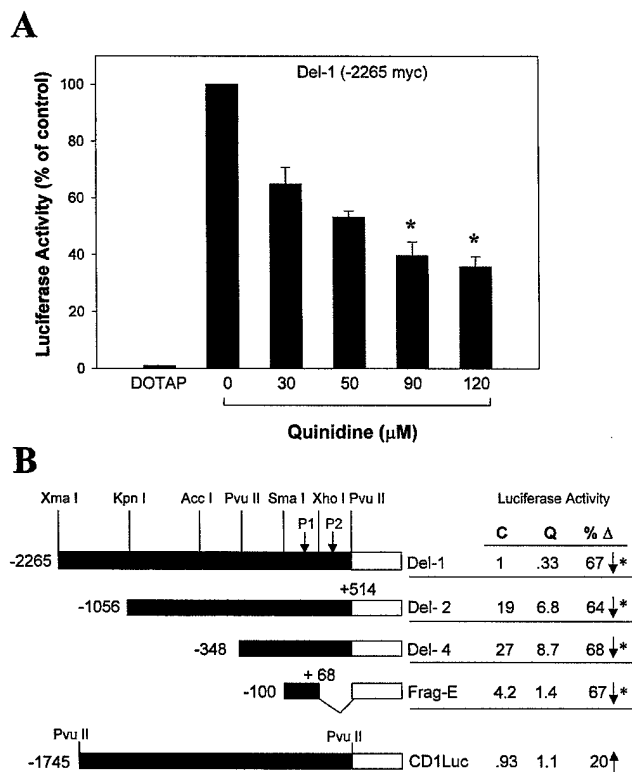 A
Del-1 (-2265 myc)
Luciferase Activity (% of control)
100
80
60
40
20
0
* *
DOTAP 0 30 50 90 120
Quinidine (μM)
B
Xma I Kpn I Acc I Pvu II Sma I Xho I Pvu II
P1 P2
Luciferase Activity
C Q % Δ
-2265 Del-1 1 .33 67 ↓*
+514
-1056 Del- 2 19 6.8 64 ↓*
-348 Del- 4 27 8.7 68 ↓*
+ 68
-100 Frag-E 4.2 1.4 67 ↓*
Pvu II Pvu II
-1745 CD1Luc .93 1.1 20 ↑